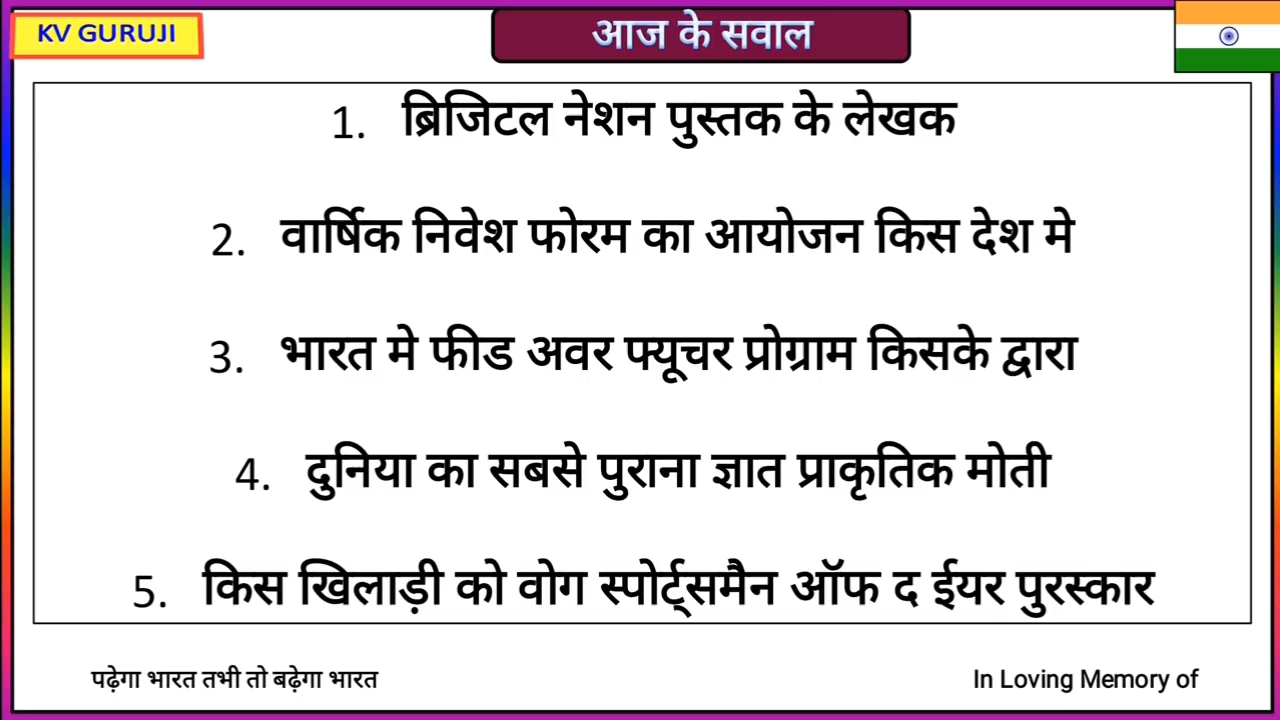 KV GURUJI
आज के सवाल
1. ब्रिजिटल नेशन पुस्तक के लेखक
2. वार्षिक निवेश फोरम का आयोजन किस देश मे
3. भारत मे फीड अवर फ्यूचर प्रोग्राम किसके द्वारा
4. दुनिया का सबसे पुराना ज्ञात प्राकृतिक मोती
5. किस खिलाड़ी को वोग स्पोर्ट्समैन ऑफ द ईयर पुरस्कार
पढ़ेगा भारत तभी तो बढ़ेगा भारत
In Loving Memory of